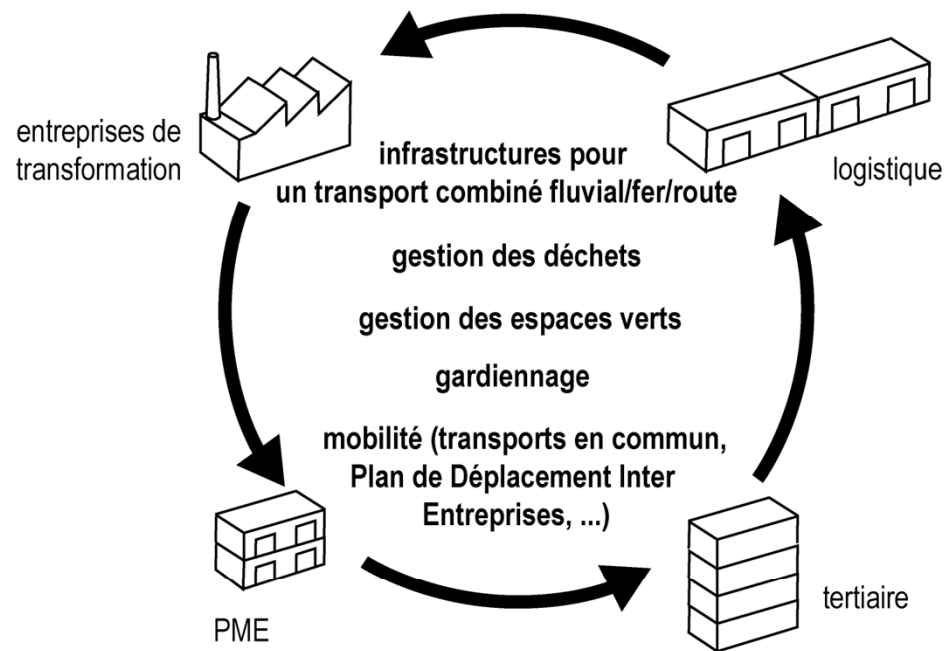 entreprises de
transformation
infrastructures pour
un transport combiné fluvial/fer/route
logistique
gestion des déchets
gestion des espaces verts
gardiennage
mobilité (transports en commun,
Plan de Déplacement Inter
Entreprises, ...)
PME
tertiaire